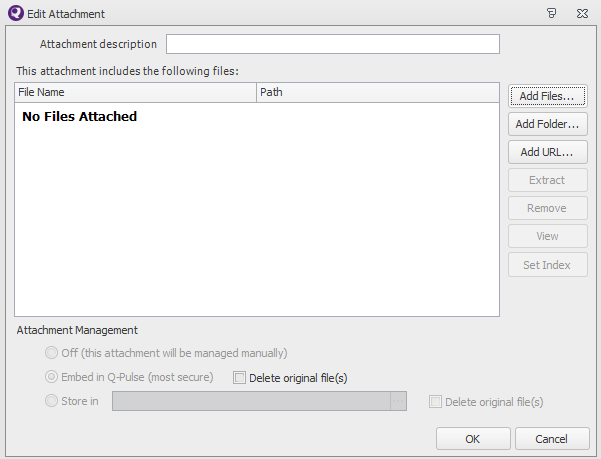 Edit Attachment
Attachment description
This attachment includes the following files:
File Name Path
No Files Attached
Add Files...
Add Folder...
Add URL...
Extract
Remove
View
Set Index
Attachment Management
Off (this attachment will be managed manually)
Embed in Q-Pulse (most secure) Delete original file(s)
Store in ... Delete original file(s)
OK Cancel